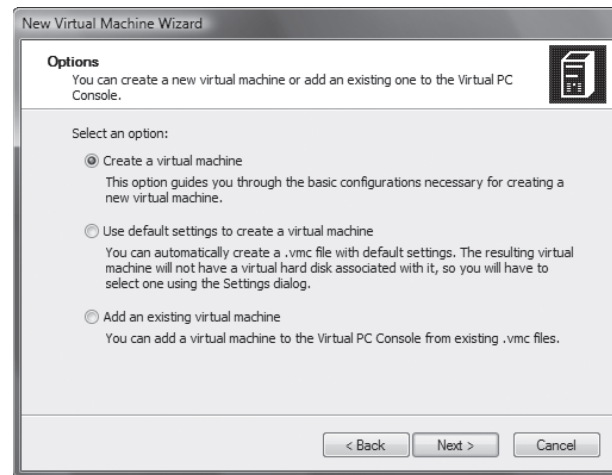 New Virtual Machine Wizard
Options
You can create a new virtual machine or add an existing one to the Virtual PC
Console.
Select an option:
Create a virtual machine
This option guides you through the basic configurations necessary for creating a
new virtual machine.
Use default settings to create a virtual machine
You can automatically create a .vmc file with default settings. The resulting virtual
machine will not have a virtual hard disk associated with it, so you will have to
select one using the Settings dialog.
Add an existing virtual machine
You can add a virtual machine to the Virtual PC Console from existing .vmc files.
< Back Next > Cancel